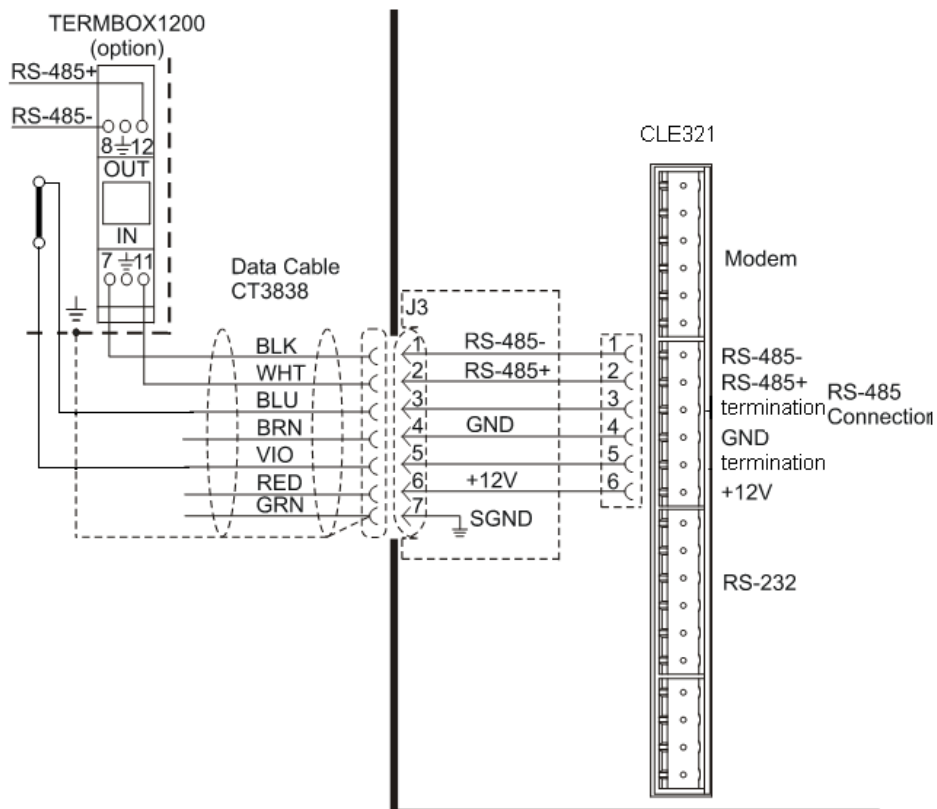 TERMBOX1200
(option)
RS-485+
RS-485-
8 12
OUT
IN
7 11
Data Cable
CT3838
BLK
WHT
BLU
BRN
VIO
RED
GRN
J3
1 RS-485- 1
2 RS-485+ 2
3 3
4 GND 4
5 5
6 +12V 6
7 SGND
CLE321
Modem
RS-485-
RS-485+
termination
GND
termination
+12V
RS-485
Connection
RS-232